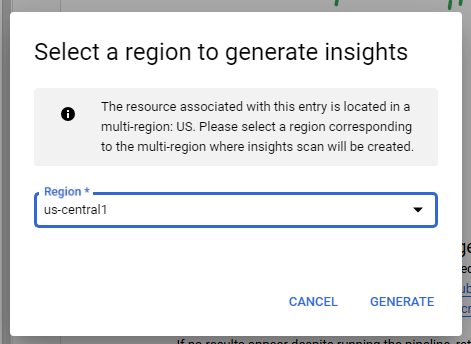 Select a region to generate insights
The resource associated with this entry is located in a
multi-region: US. Please select a region corresponding
to the multi-region where insights scan will be created.
Region *
us-central1
CANCEL
GENERATE